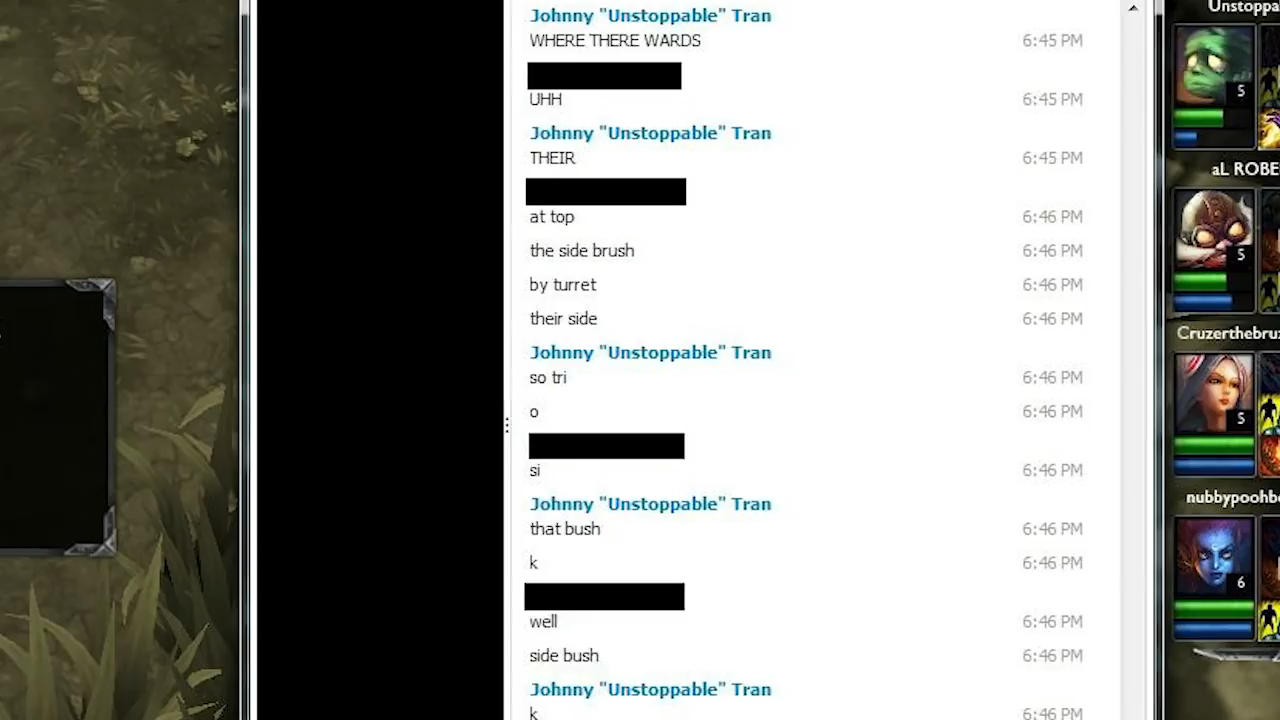 Johnny "Unstoppable" Tran
WHERE THERE WARDS 6:45 PM
UHH 6:45 PM
Johnny "Unstoppable" Tran
THEIR 6:45 PM
at top 6:46 PM
the side brush 6:46 PM
by turret 6:46 PM
their side 6:46 PM
Johnny "Unstoppable" Tran
so tri 6:46 PM
o 6:46 PM
si 6:46 PM
Johnny "Unstoppable" Tran
that bush 6:46 PM
k 6:46 PM
well 6:46 PM
side bush 6:46 PM
Johnny "Unstoppable" Tran
k 6:46 PM
Unstoppa
5
aL ROBE
5
Cruzerthebru
5
nubbypoohb
6